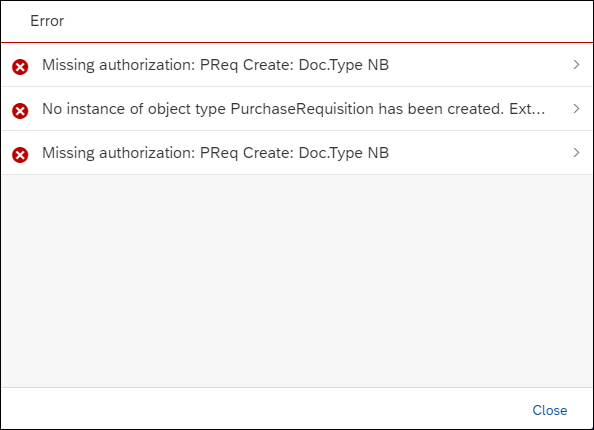 Error
Missing authorization: PReq Create: Doc.Type NB
No instance of object type PurchaseRequisition has been created. Ext...
Missing authorization: PReq Create: Doc.Type NB
Close